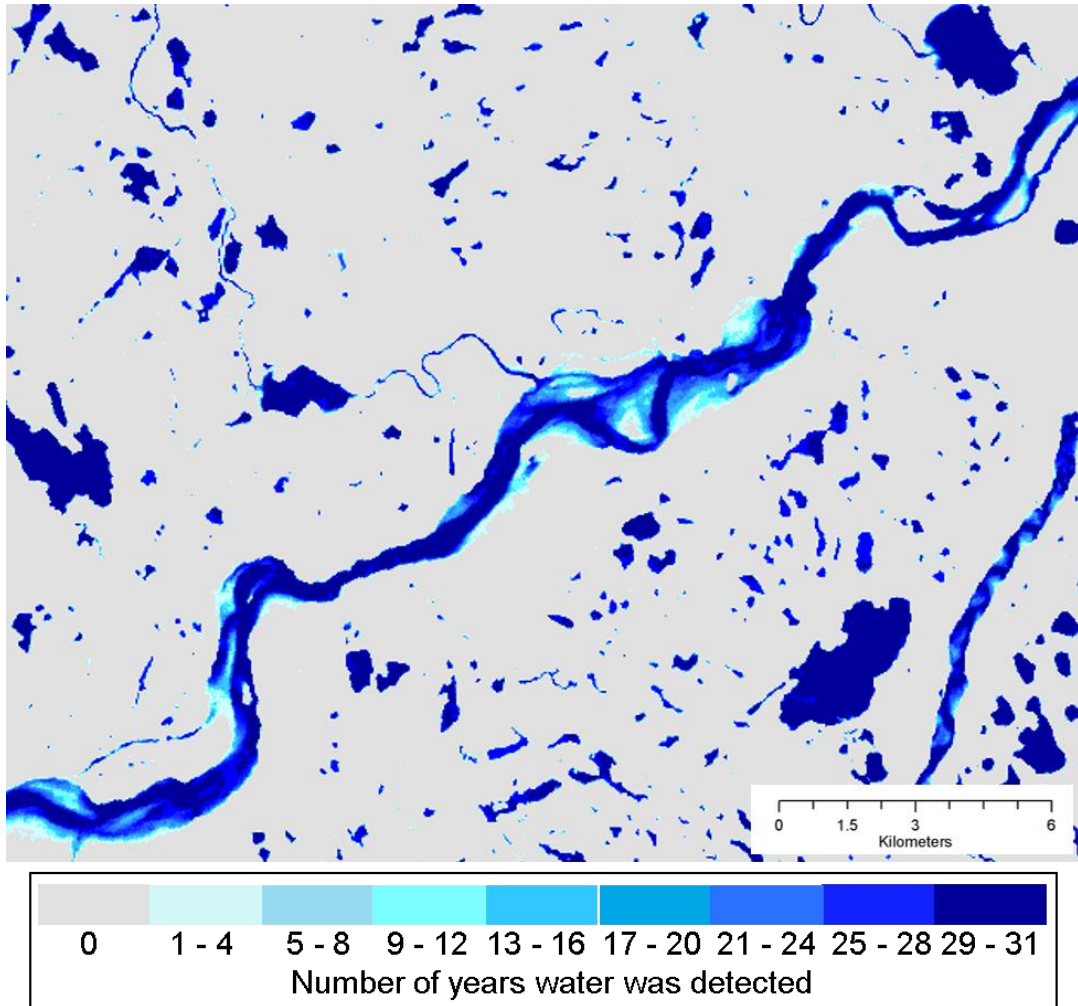 0 1.5 3 6
Kilometers
0 1 - 4 5 - 8 9 - 12 13 - 16 17 - 20 21 - 24 25 - 28 29 - 31
Number of years water was detected